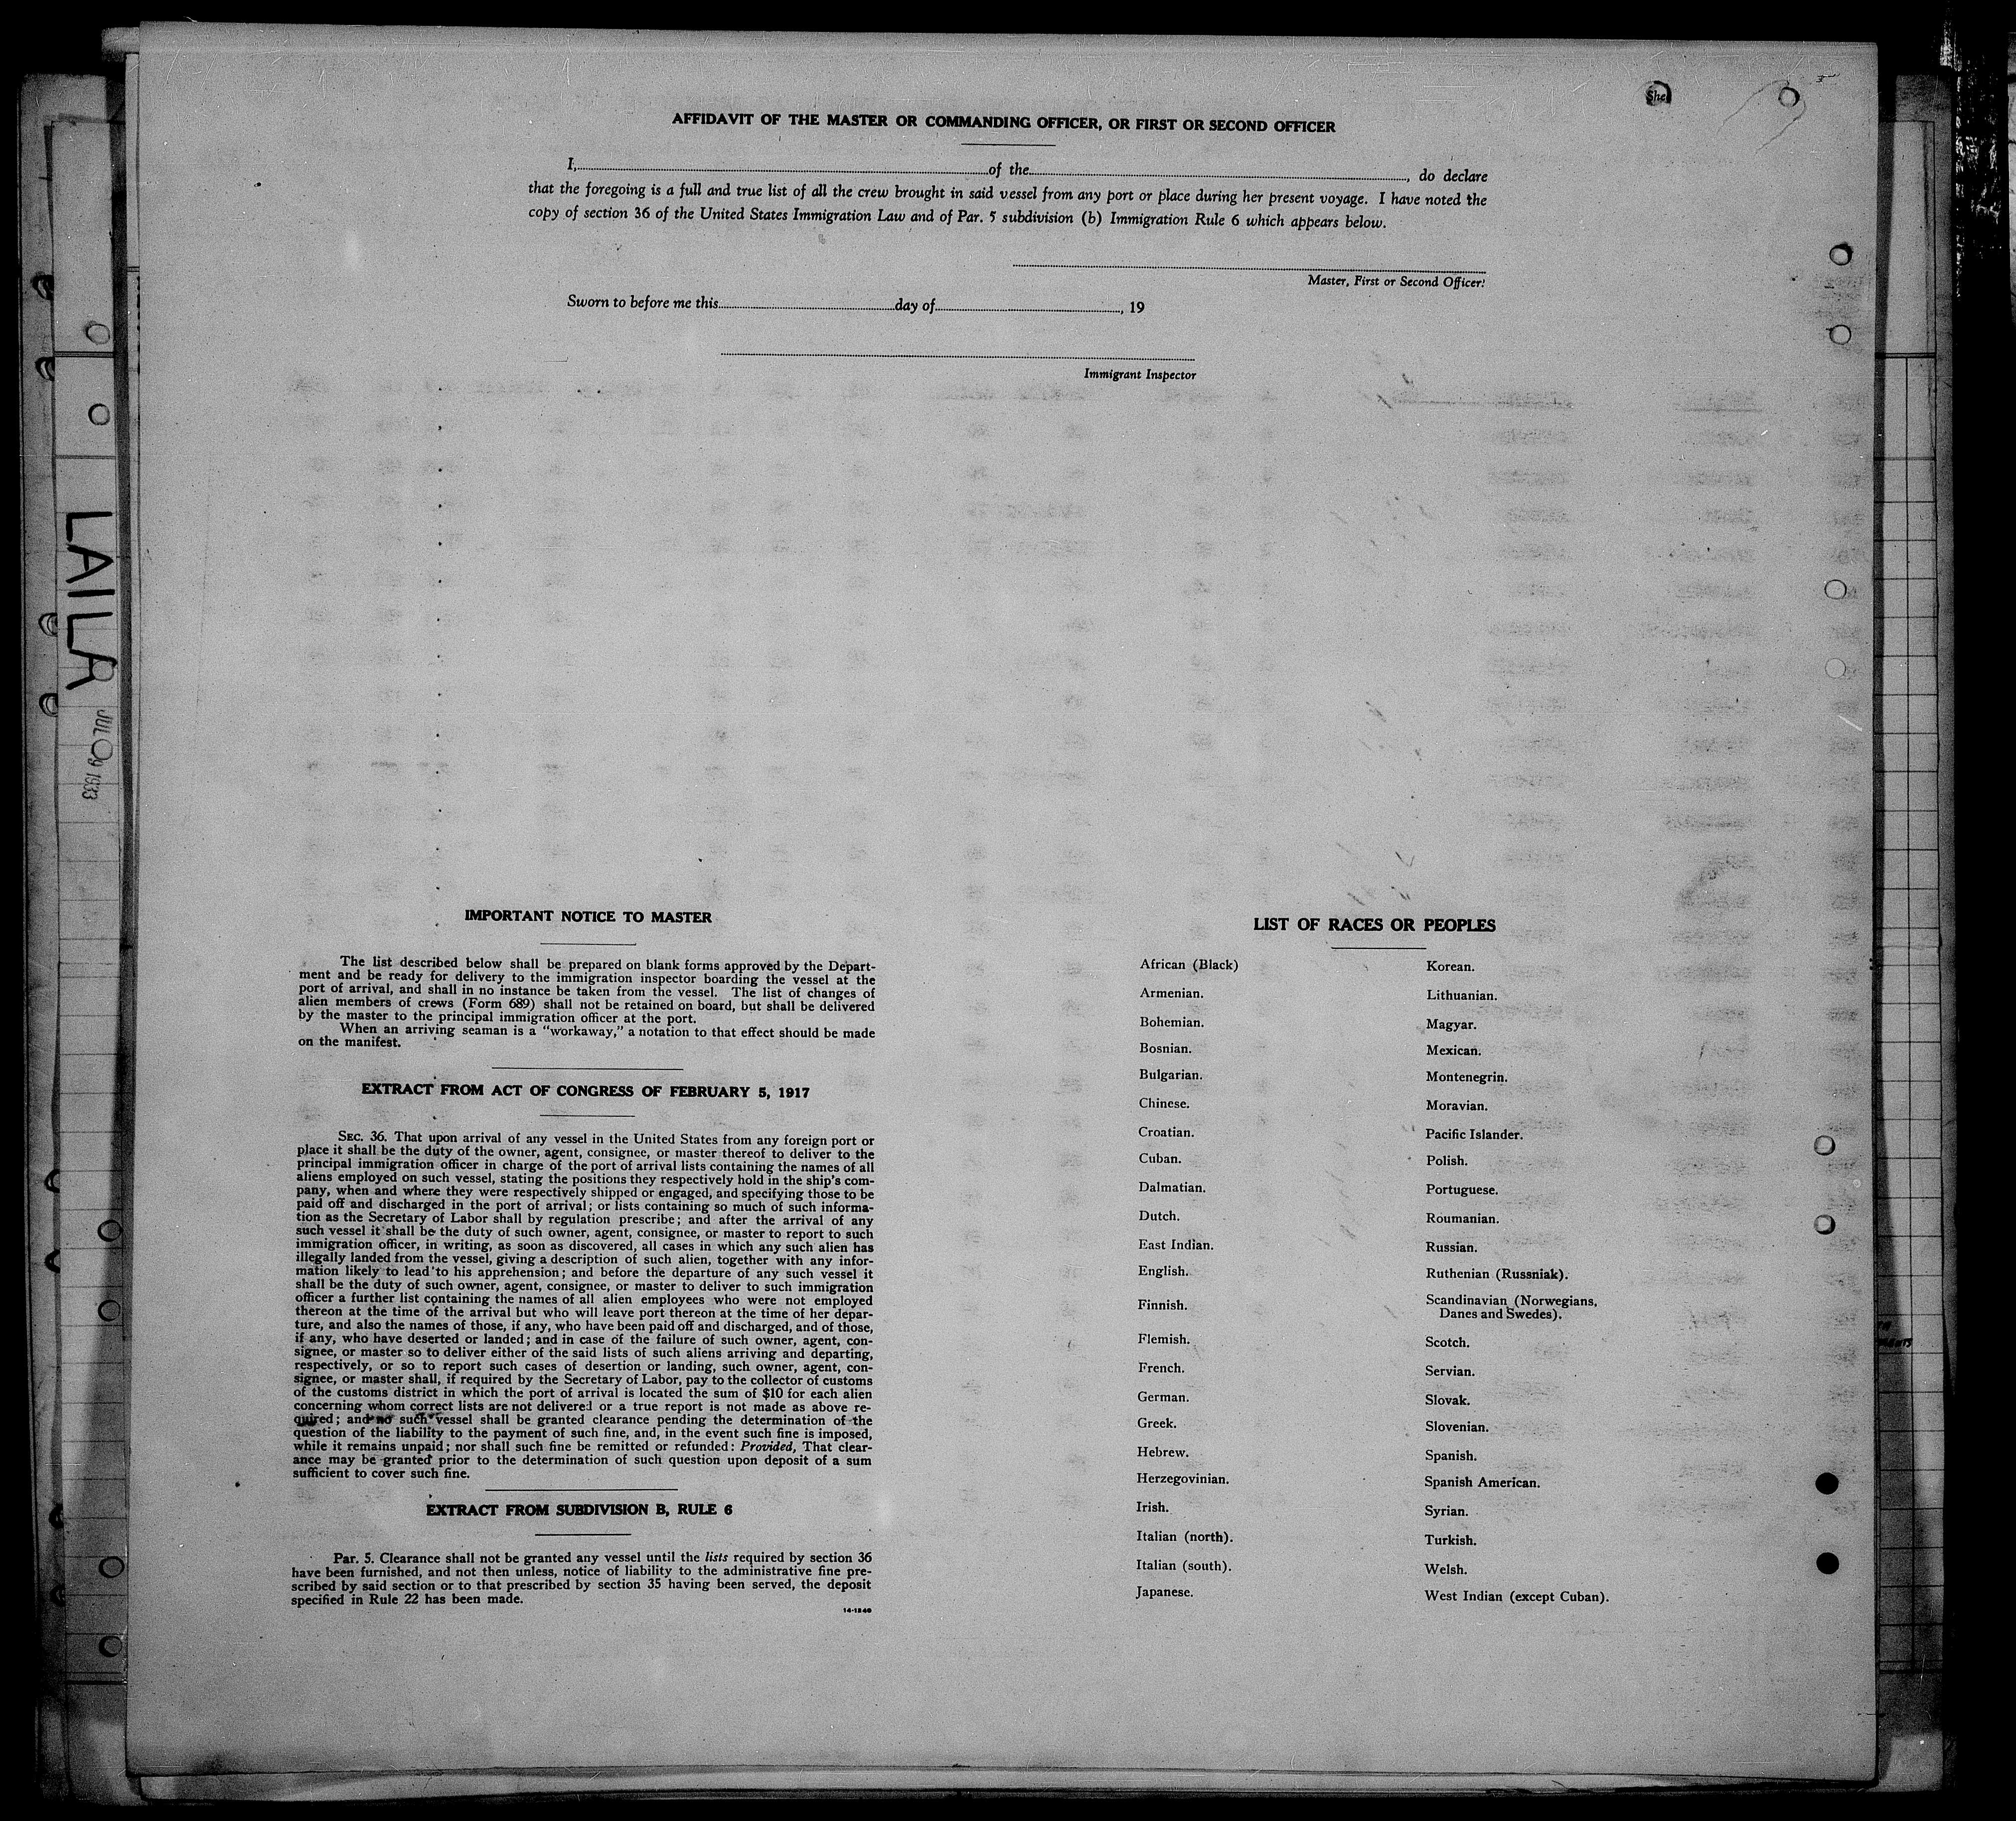 AFFIDAVIT OF THE MASTER OR COMMANDING OFFICER, OR FIRST OR SECOND OFFICER
I, of the , do declare
that the foregoing is a full and true list of all the crew brought in said vessel from any port or place during her present voyage. I have noted the
copy of section 36 of the United States Immigration Law and of Par. 5 subdivision (b) Immigration Rule 6 which appears below.
Master, First or Second Officer.
Sworn to before me this day of , 19
Immigrant Inspector
She
LAILA
JUL 9 1933
IMPORTANT NOTICE TO MASTER
The list described below shall be prepared on blank forms approved by the Depart-
ment and be ready for delivery to the immigration inspector boarding the vessel at the
port of arrival, and shall in no instance be taken from the vessel. The list of changes of
alien members of crews (Form 689) shall not be retained on board, but shall be delivered
by the master to the principal immigration officer at the port.
When an arriving seaman is a "workaway," a notation to that effect should be made
on the manifest.
EXTRACT FROM ACT OF CONGRESS OF FEBRUARY 5, 1917
SEC. 36. That upon arrival of any vessel in the United States from any foreign port or
place it shall be the duty of the owner, agent, consignee, or master thereof to deliver to the
principal immigration officer in charge of the port of arrival lists containing the names of all
aliens employed on such vessel, stating the positions they respectively hold in the ship's com-
pany, when and where they were respectively shipped or engaged, and specifying those to be
paid off and discharged in the port of arrival; or lists containing so much of such informa-
tion as the Secretary of Labor shall by regulation prescribe; and after the arrival of any
such vessel it shall be the duty of such owner, agent, consignee, or master to report to such
immigration officer, in writing, as soon as discovered, all cases in which any such alien has
illegally landed from the vessel, giving a description of such alien, together with any infor-
mation likely to lead to his apprehension; and before the departure of any such vessel it
shall be the duty of such owner, agent, consignee, or master to deliver to such immigration
officer a further list containing the names of all alien employees who were not employed
thereon at the time of the arrival but who will leave port thereon at the time of her depar-
ture, and also the names of those, if any, who have been paid off and discharged, and of those,
if any, who have deserted or landed; and in case of the failure of such owner, agent, con-
signee, or master so to deliver either of the said lists of such aliens arriving and departing,
respectively, or so to report such cases of desertion or landing, such owner, agent, con-
signee, or master shall, if required by the Secretary of Labor, pay to the collector of customs
of the customs district in which the port of arrival is located the sum of $10 for each alien
concerning whom correct lists are not delivered or a true report is not made as above re-
quired; and no such vessel shall be granted clearance pending the determination of the
question of the liability to the payment of such fine, and, in the event such fine is imposed,
while it remains unpaid; nor shall such fine be remitted or refunded: Provided, That clear-
ance may be granted prior to the determination of such question upon deposit of a sum
sufficient to cover such fine.
EXTRACT FROM SUBDIVISION B, RULE 6
Par. 5. Clearance shall not be granted any vessel until the lists required by section 36
have been furnished, and not then unless, notice of liability to the administrative fine pre-
scribed by said section or to that prescribed by section 35 having been served, the deposit
specified in Rule 22 has been made.
14-1240
LIST OF RACES OR PEOPLES
African (Black)
Armenian.
Bohemian.
Bosnian.
Bulgarian.
Chinese.
Croatian.
Cuban.
Dalmatian.
Dutch.
East Indian.
English.
Finnish.
Flemish.
French.
German.
Greek.
Hebrew.
Herzegovinian.
Irish.
Italian (north).
Italian (south).
Japanese.
Korean.
Lithuanian.
Magyar.
Mexican.
Montenegrin.
Moravian.
Pacific Islander.
Polish.
Portuguese.
Roumanian.
Russian.
Ruthenian (Russniak).
Scandinavian (Norwegians,
Danes and Swedes).
Scotch.
Servian.
Slovak.
Slovenian.
Spanish.
Spanish American.
Syrian.
Turkish.
Welsh.
West Indian (except Cuban).